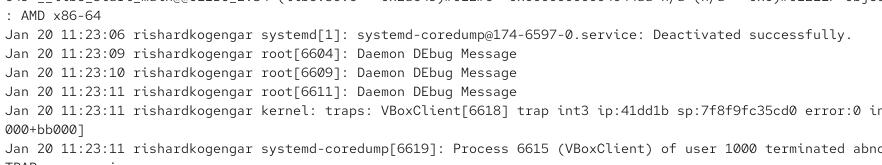 : AMD x86-64
Jan 20 11:23:06 rishardkogengar systemd[1]: systemd-coredump@174-6597-0.service: Deactivated successfully.
Jan 20 11:23:09 rishardkogengar root[6604]: Daemon DEbug Message
Jan 20 11:23:10 rishardkogengar root[6609]: Daemon DEbug Message
Jan 20 11:23:11 rishardkogengar root[6611]: Daemon DEbug Message
Jan 20 11:23:11 rishardkogengar kernel: traps: VBoxClient[6618] trap int3 ip:41dd1b sp:7f8f9fc35cd0 error:0 in
000+bb000]
Jan 20 11:23:11 rishardkogengar systemd-coredump[6619]: Process 6615 (VBoxClient) of user 1000 terminated abno